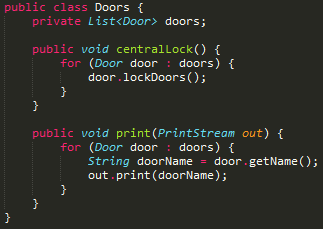 public class Doors {
    private List<Door> doors;

    public void centralLock() {
        for (Door door : doors) {
            door.lockDoors();
        }
    }

    public void print(PrintStream out) {
        for (Door door : doors) {
            String doorName = door.getName();
            out.print(doorName);
        }
    }
}